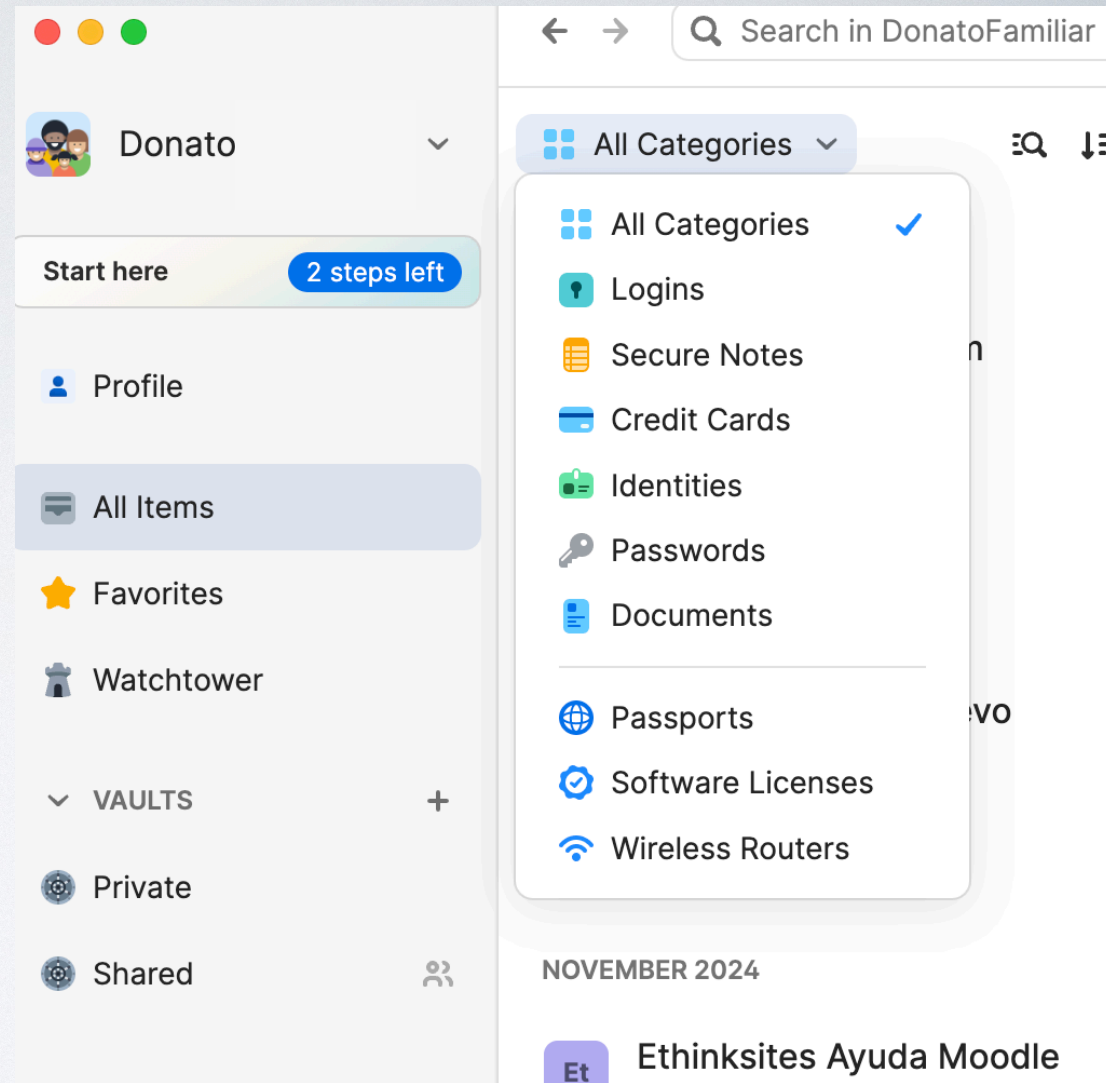 Search in DonatoFamiliar
Donato
Start here
2 steps left
Profile
All Items
Favorites
Watchtower
VAULTS
Private
Shared
All Categories
All Categories
Logins
Secure Notes
Credit Cards
Identities
Passwords
Documents
Passports
Software Licenses
Wireless Routers
NOVEMBER 2024
Et
Ethinksites Ayuda Moodle